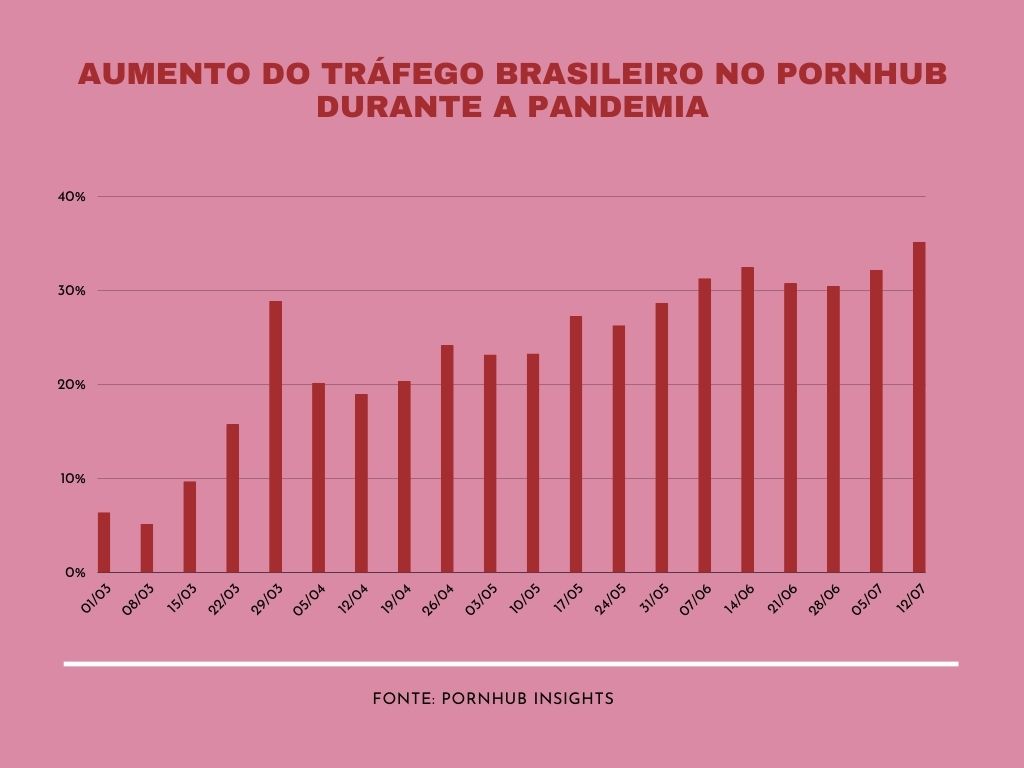 AUMENTO DO TRÁFEGO BRASILEIRO NO PORNHUB
DURANTE A PANDEMIA
40%
30%
20%
10%
0%
01/03 08/03 15/03 22/03 29/03 05/04 12/04 19/04 26/04 03/05 10/05 17/05 24/05 31/05 07/06 14/06 21/06 28/06 05/07 12/07
FONTE: PORNHUB INSIGHTS